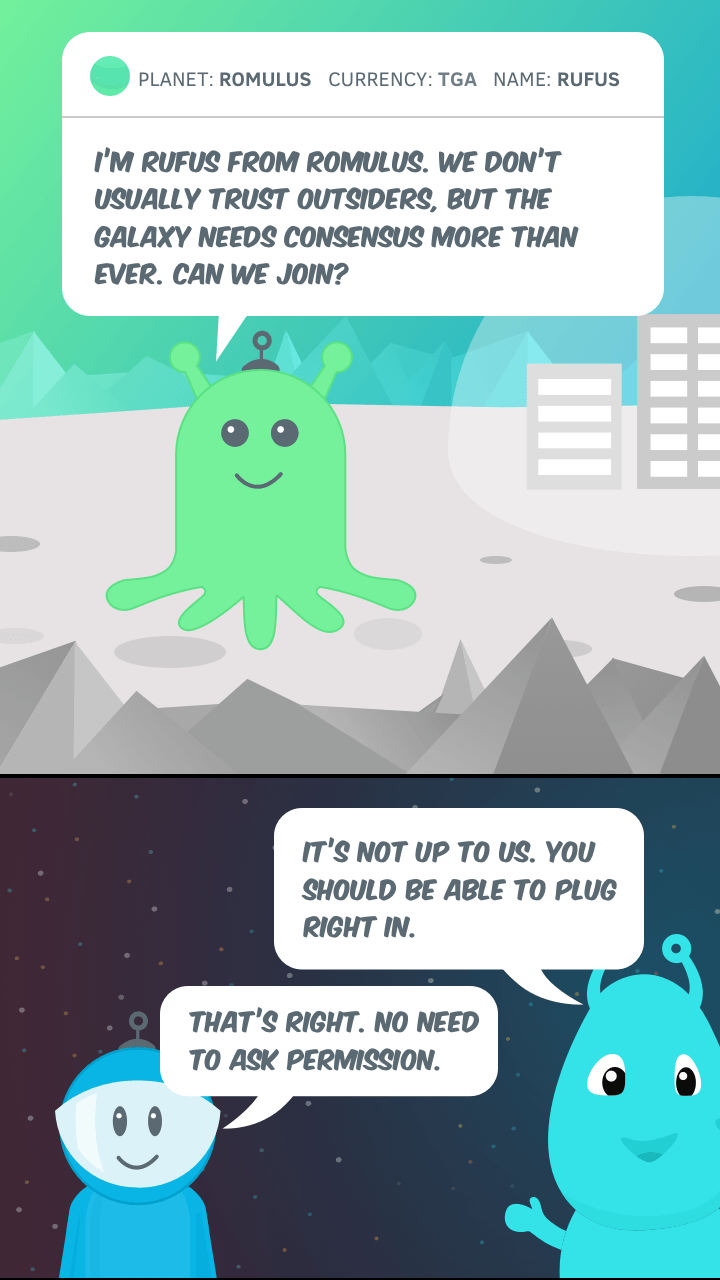 PLANET: ROMULUS CURRENCY: TGA NAME: RUFUS
I'M RUFUS FROM ROMULUS. WE DON'T
USUALLY TRUST OUTSIDERS, BUT THE
GALAXY NEEDS CONSENSUS MORE THAN
EVER. CAN WE JOIN?
IT'S NOT UP TO US. YOU
SHOULD BE ABLE TO PLUG
RIGHT IN.
THAT'S RIGHT. NO NEED
TO ASK PERMISSION.